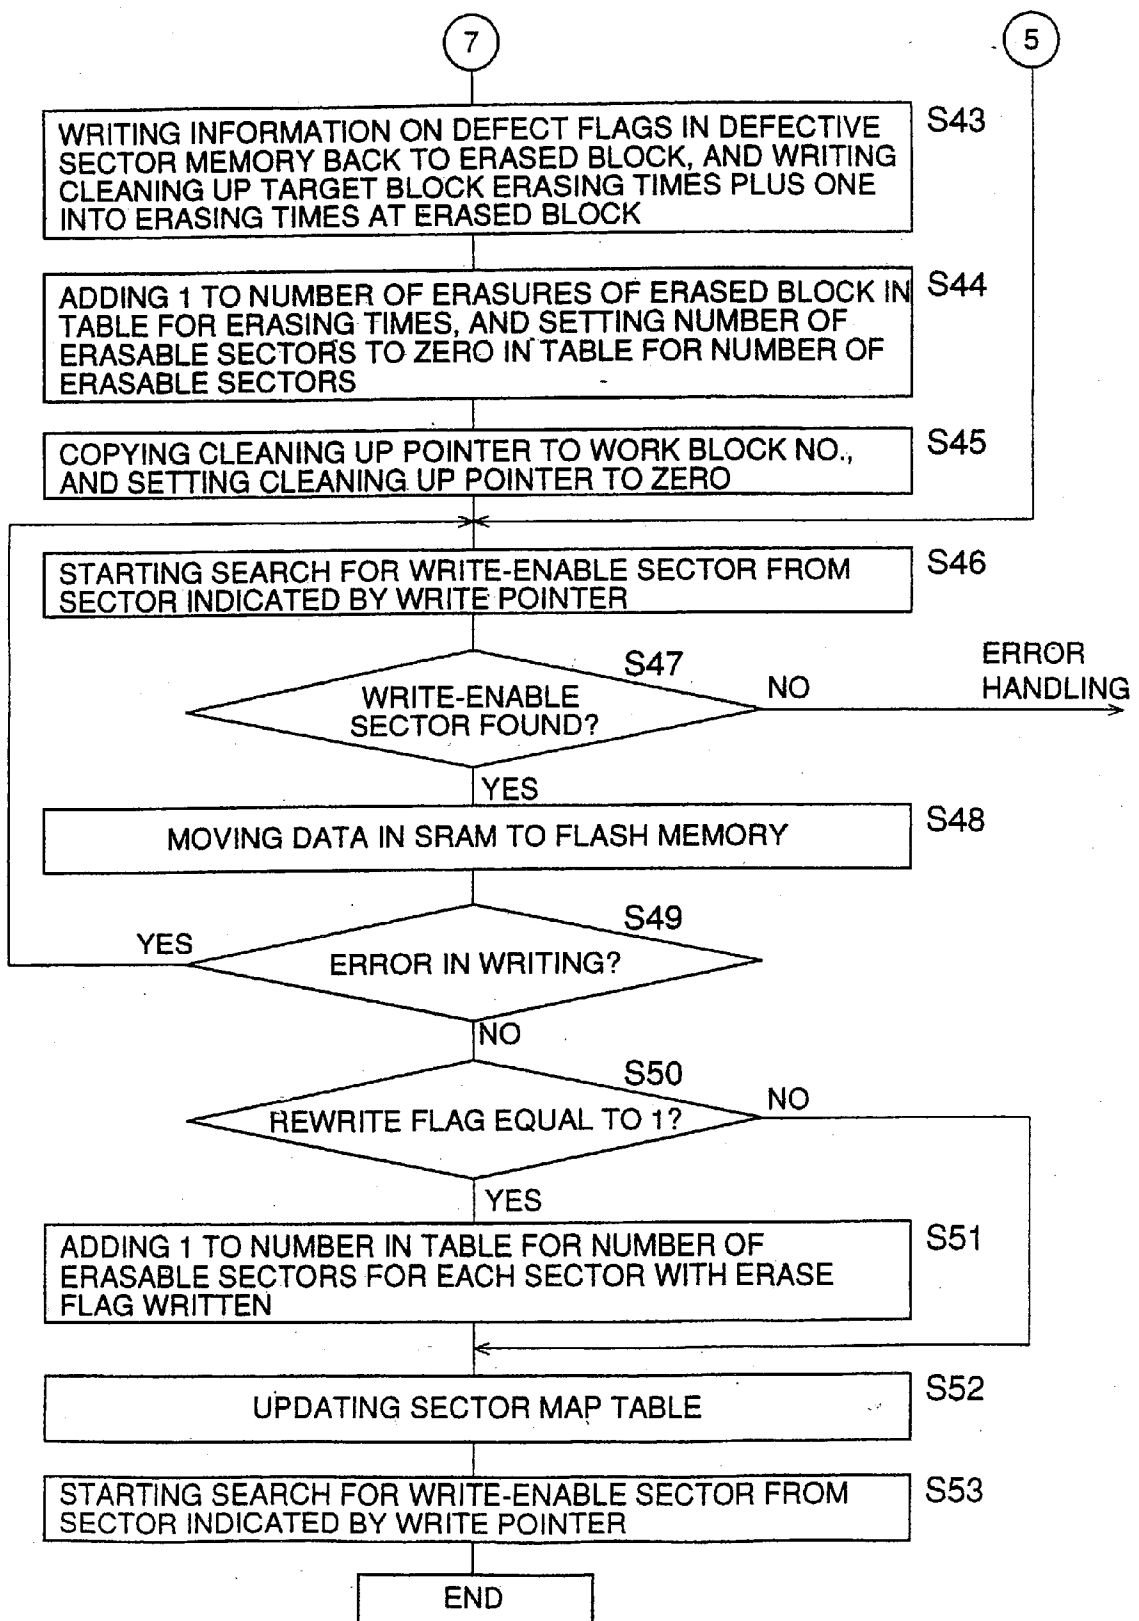 7
5
S43
WRITING INFORMATION ON DEFECT FLAGS IN DEFECTIVE
SECTOR MEMORY BACK TO ERASED BLOCK, AND WRITING
CLEANING UP TARGET BLOCK ERASING TIMES PLUS ONE
INTO ERASING TIMES AT ERASED BLOCK
S44
ADDING 1 TO NUMBER OF ERASURES OF ERASED BLOCK IN
TABLE FOR ERASING TIMES, AND SETTING NUMBER OF
ERASABLE SECTORS TO ZERO IN TABLE FOR NUMBER OF
ERASABLE SECTORS
S45
COPYING CLEANING UP POINTER TO WORK BLOCK NO.,
AND SETTING CLEANING UP POINTER TO ZERO
S46
STARTING SEARCH FOR WRITE-ENABLE SECTOR FROM
SECTOR INDICATED BY WRITE POINTER
S47
WRITE-ENABLE
SECTOR FOUND?
NO
ERROR
HANDLING
YES
S48
MOVING DATA IN SRAM TO FLASH MEMORY
S49
YES
ERROR IN WRITING?
NO
S50
REWRITE FLAG EQUAL TO 1?
NO
YES
S51
ADDING 1 TO NUMBER IN TABLE FOR NUMBER OF
ERASABLE SECTORS FOR EACH SECTOR WITH ERASE
FLAG WRITTEN
S52
UPDATING SECTOR MAP TABLE
S53
STARTING SEARCH FOR WRITE-ENABLE SECTOR FROM
SECTOR INDICATED BY WRITE POINTER
END